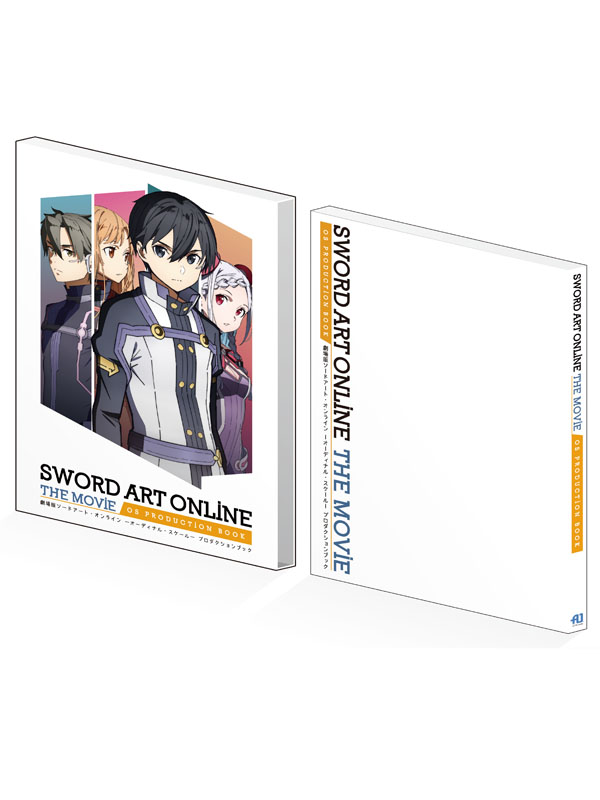 SWORD ART ONLiNE
THE MOViE OS PRODUCTION BOOK
劇場版ソードアート・オンライン ーオーディナル・スケールー プロダクションブック
SWORD ART ONLiNE THE MOViE
OS PRODUCTION BOOK
劇場版ソードアート・オンライン ーオーディナル・スケールー プロダクションブック
SWORD ART ONLiNE THE MOViE OS PRODUCTION BOOK